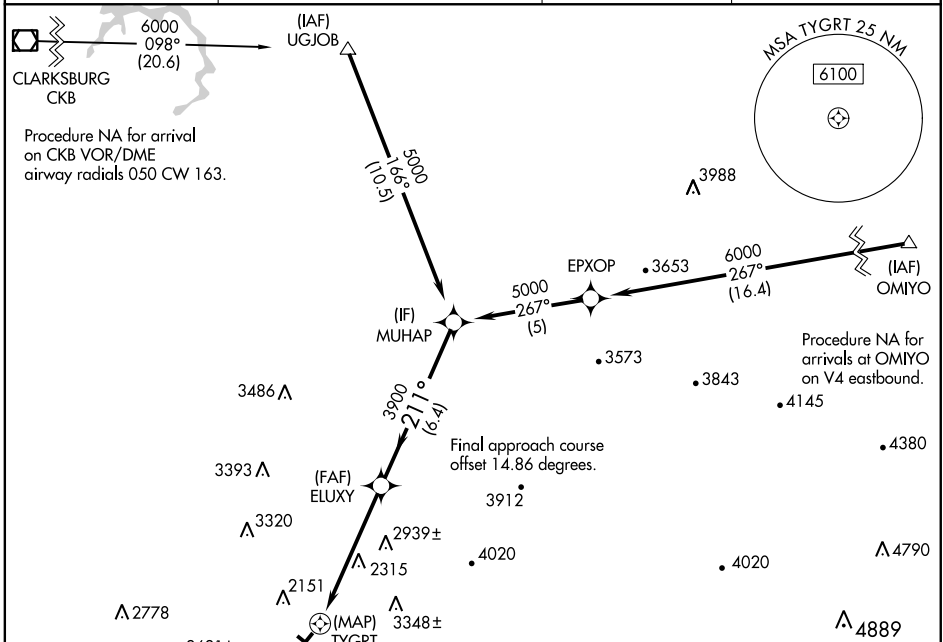 6000
098°
(20.6)
CLARKSBURG
CKB
(IAF)
UGJOB
MSA TYGRT 25 NM
6100
Procedure NA for arrival
on CKB VOR/DME
airway radials 050 CW 163.
5000
166°
(10.5)
3988
EPXOP
3653
6000
267°
(16.4)
(IAF)
OMIYO
5000
267°
(5)
(IF)
MUHAP
3573
Procedure NA for
arrivals at OMIYO
on V4 eastbound.
3843
4145
3486
3900
211°
(6.4)
Final approach course
offset 14.86 degrees.
4380
3393
(FAF)
ELUXY
3912
3320
2939±
2315
4020
4020
4790
2151
2778
(MAP)
TYGRT
3348±
4889